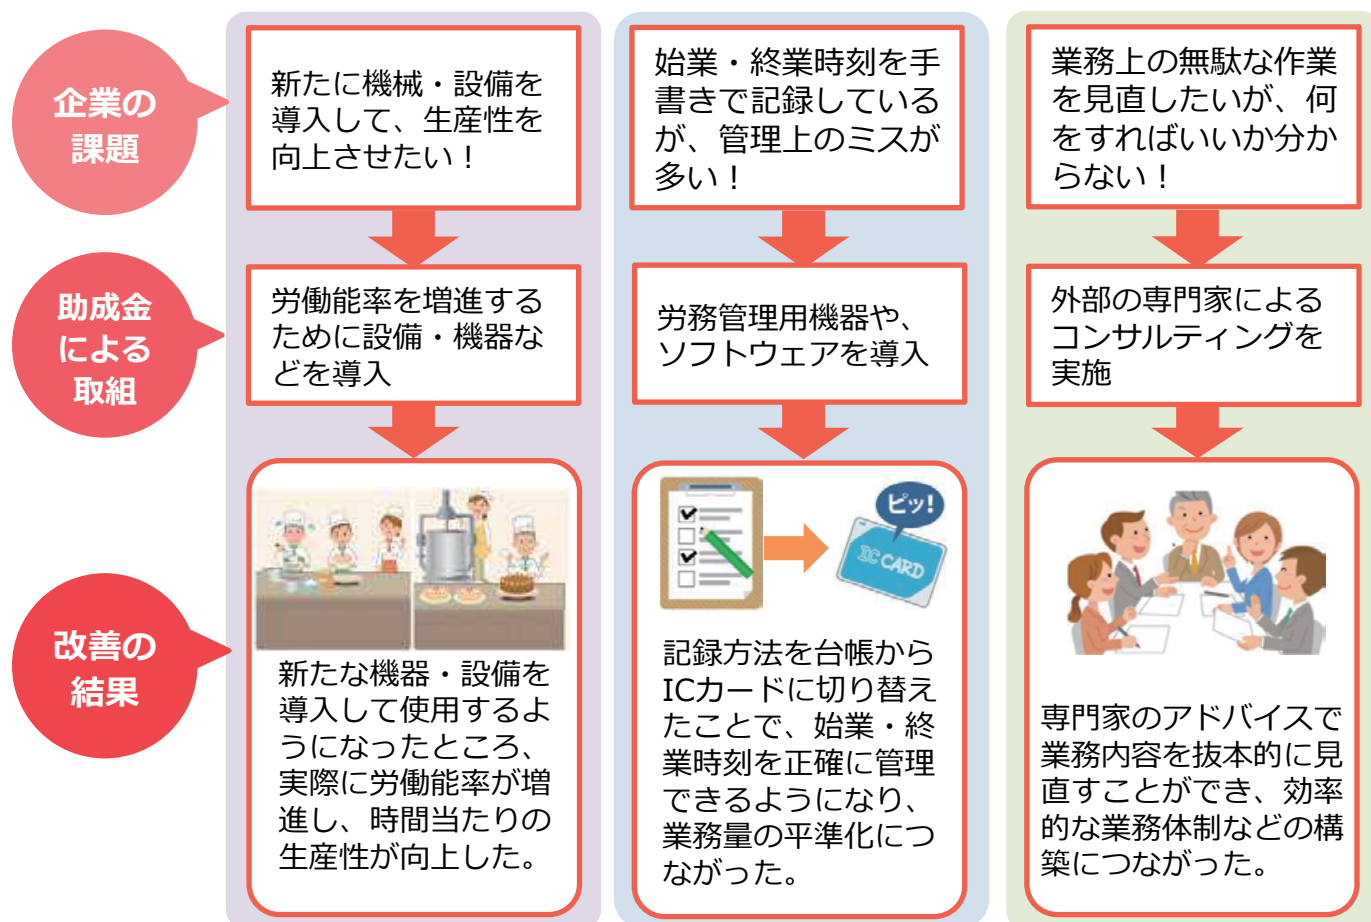 企業の
課題
新たに機械・設備を
導入して、生産性を
向上させたい！
始業・終業時刻を手
書きで記録している
が、管理上のミスが
多い！
業務上の無駄な作業
を見直したいが、何
をすればいいか分か
らない！
助成金
による
取組
労働能率を増進する
ために設備・機器な
どを導入
労務管理用機器や、
ソフトウェアを導入
外部の専門家による
コンサルティングを
実施
改善の
結果
新たな機器・設備を
導入して使用するよ
うになったところ、
実際に労働能率が増
進し、時間当たりの
生産性が向上した。
ピッ!
IC CARD
記録方法を台帳から
ICカードに切り替え
たことで、始業・終
業時刻を正確に管理
できるようになり、
業務量の平準化につ
ながった。
専門家のアドバイスで
業務内容を抜本的に見
直すことができ、効率
的な業務体制などの構
築につながった。